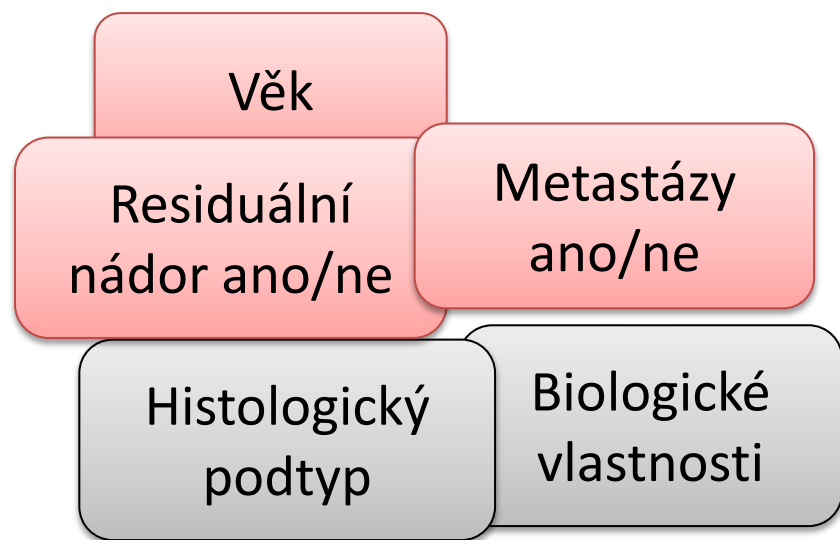 Věk
Residuální
nádor ano/ne
Metastázy
ano/ne
Histologický
podtyp
Biologické
vlastnosti